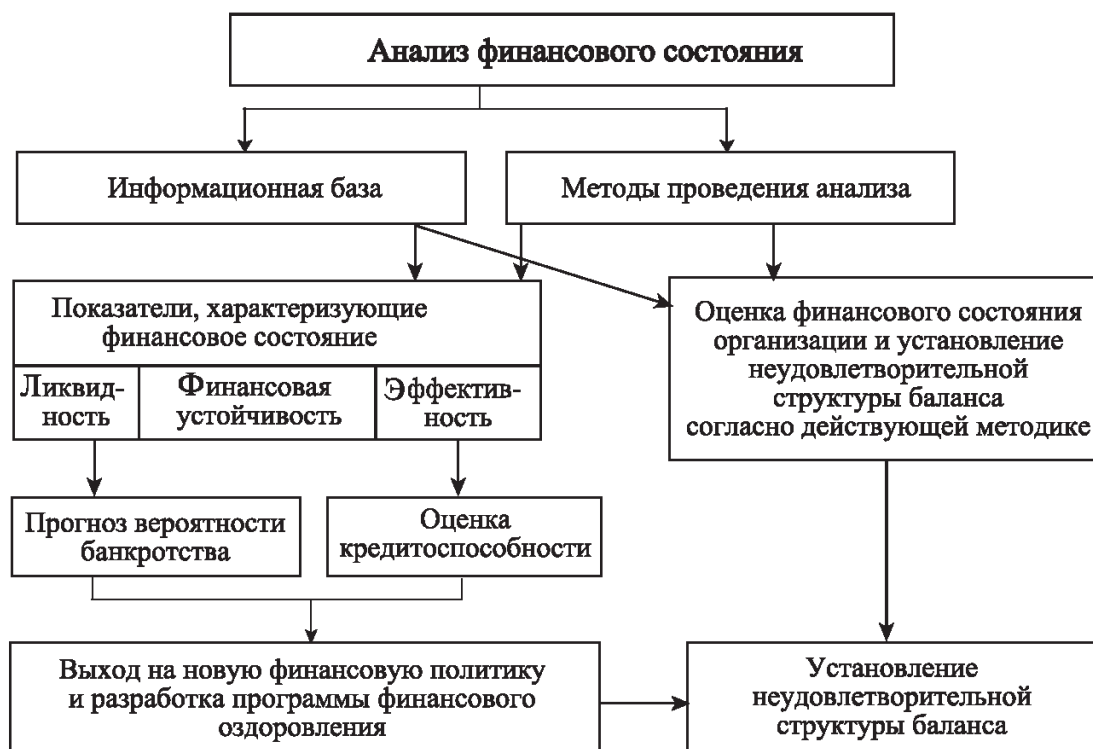 Анализ финансового состояния
Информационная база
Методы проведения анализа
Показатели, характеризующие
финансовое состояние
Ликвид-
ность
Финансовая
устойчивость
Эффектив-
ность
Оценка финансового состояния
организации и установление
неудовлетворительной
структуры баланса
согласно действующей методике
Прогноз вероятности
банкротства
Оценка
кредитоспособности
Выход на новую финансовую политику
и разработка программы финансового
оздоровления
Установление
неудовлетворительной
структуры баланса